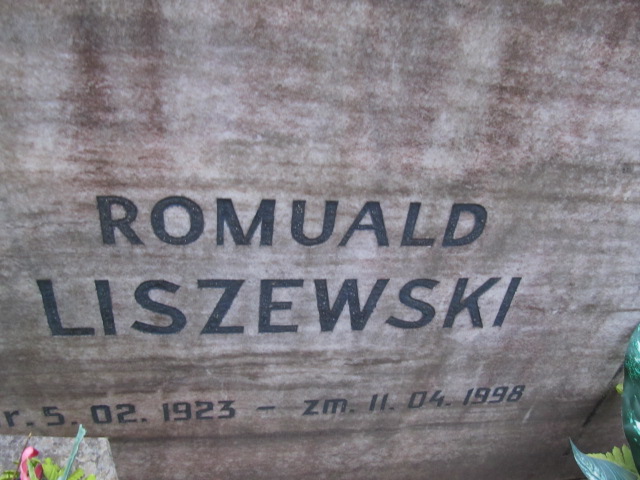 ROMUALD
LISZEWSKI
r. 5. 02. 1923 - zm. 11. 04. 1998